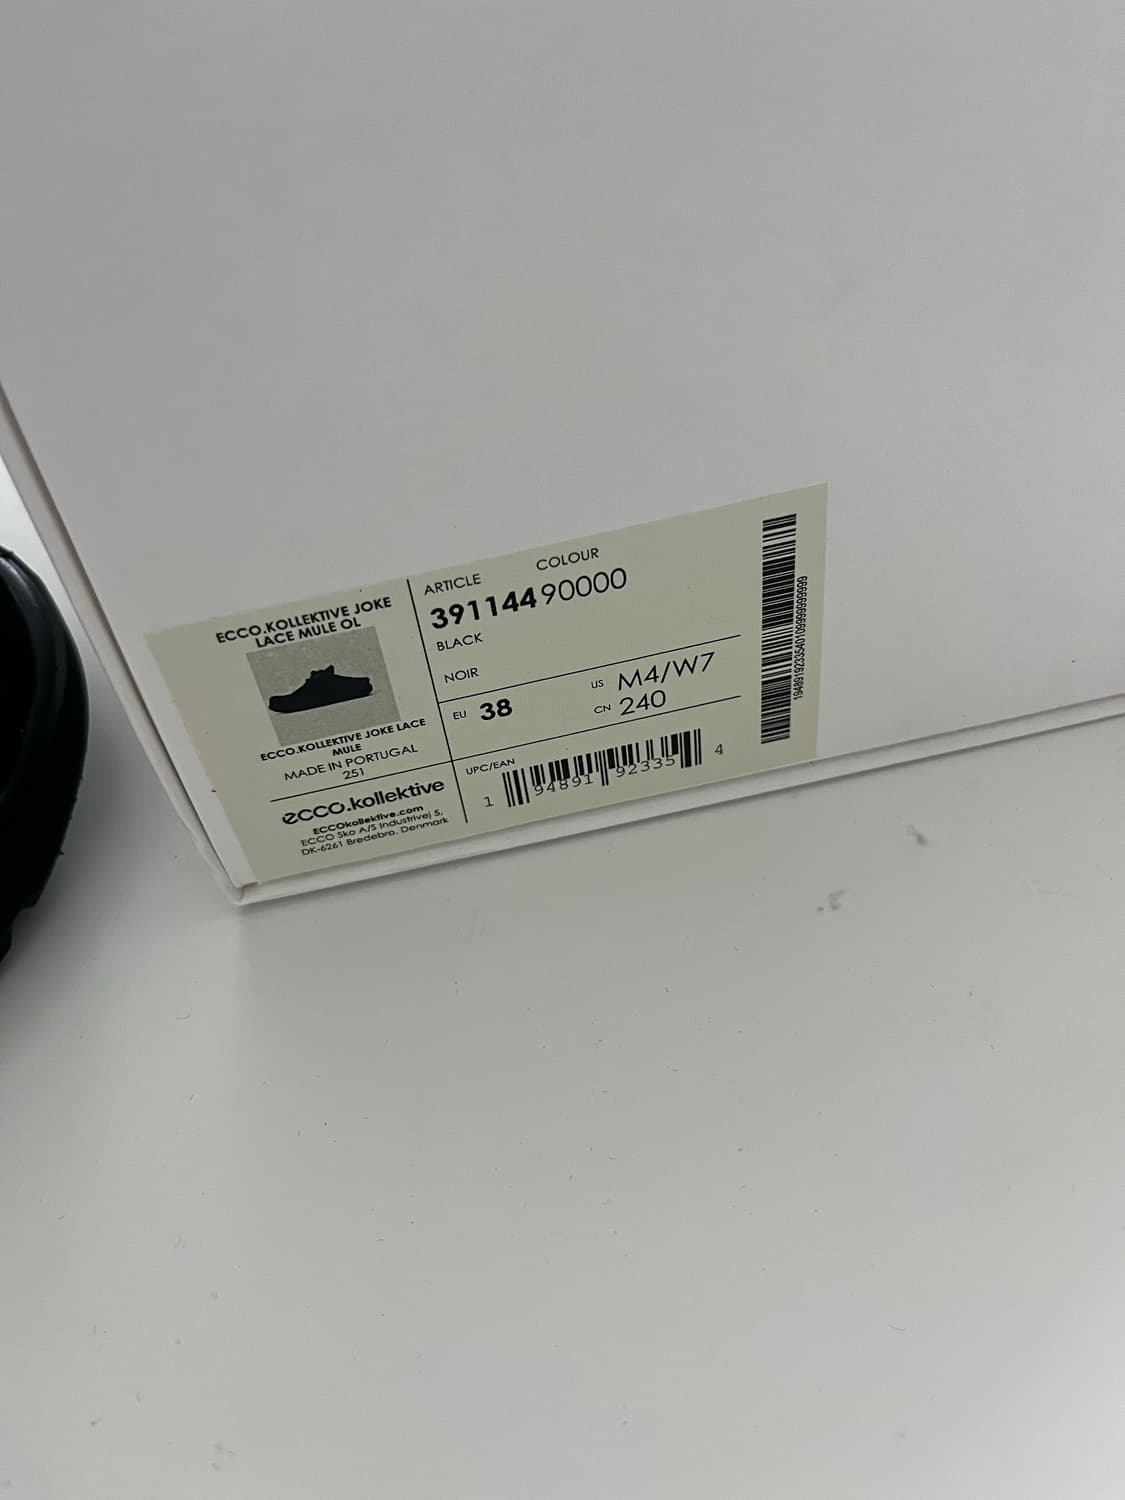 ECCO.KOLLEKTIVE JOKE
LACE MULE OL
ECCO.KOLLEKTIVE JOKE LACE
MULE
MADE IN PORTUGAL
251
ecco.kollektive
ECCOkollektive.com
ECCO Sko A/S Industrivej 5,
DK-6261 Bredebro. Denmark
ARTICLE COLOUR
391144 90000
BLACK
NOIR
EU 38
US M4/W7
CN 240
UPC/EAN
1 94891 92335 4